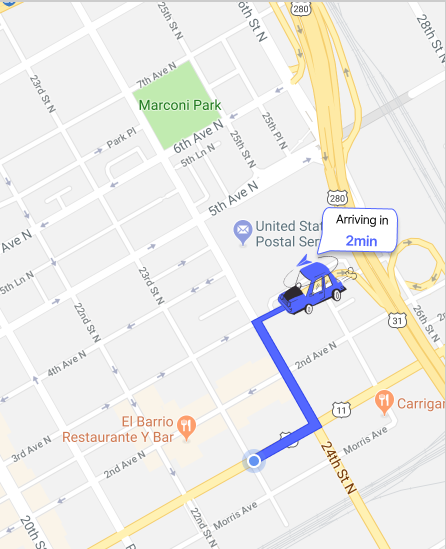 280
25th St N
6th St N
28th St N
7th Ave N
23rd St N
Marconi Park
Park Pl
6th Ave N
25th St N
25th Pl N
5th Ln N
5th Ave N
280
Arriving in
2min
United Stat
Postal Ser
Ave N
5th Ln N
23rd St N
22nd St N
26th St N
31
4th Ave N
2nd Ave N
11
Carrigan
El Barrio
Restaurante Y Bar
3rd Ave N
2nd Ave N
Morris Ave
24th St N
20th St N
22nd St N
Morris Ave